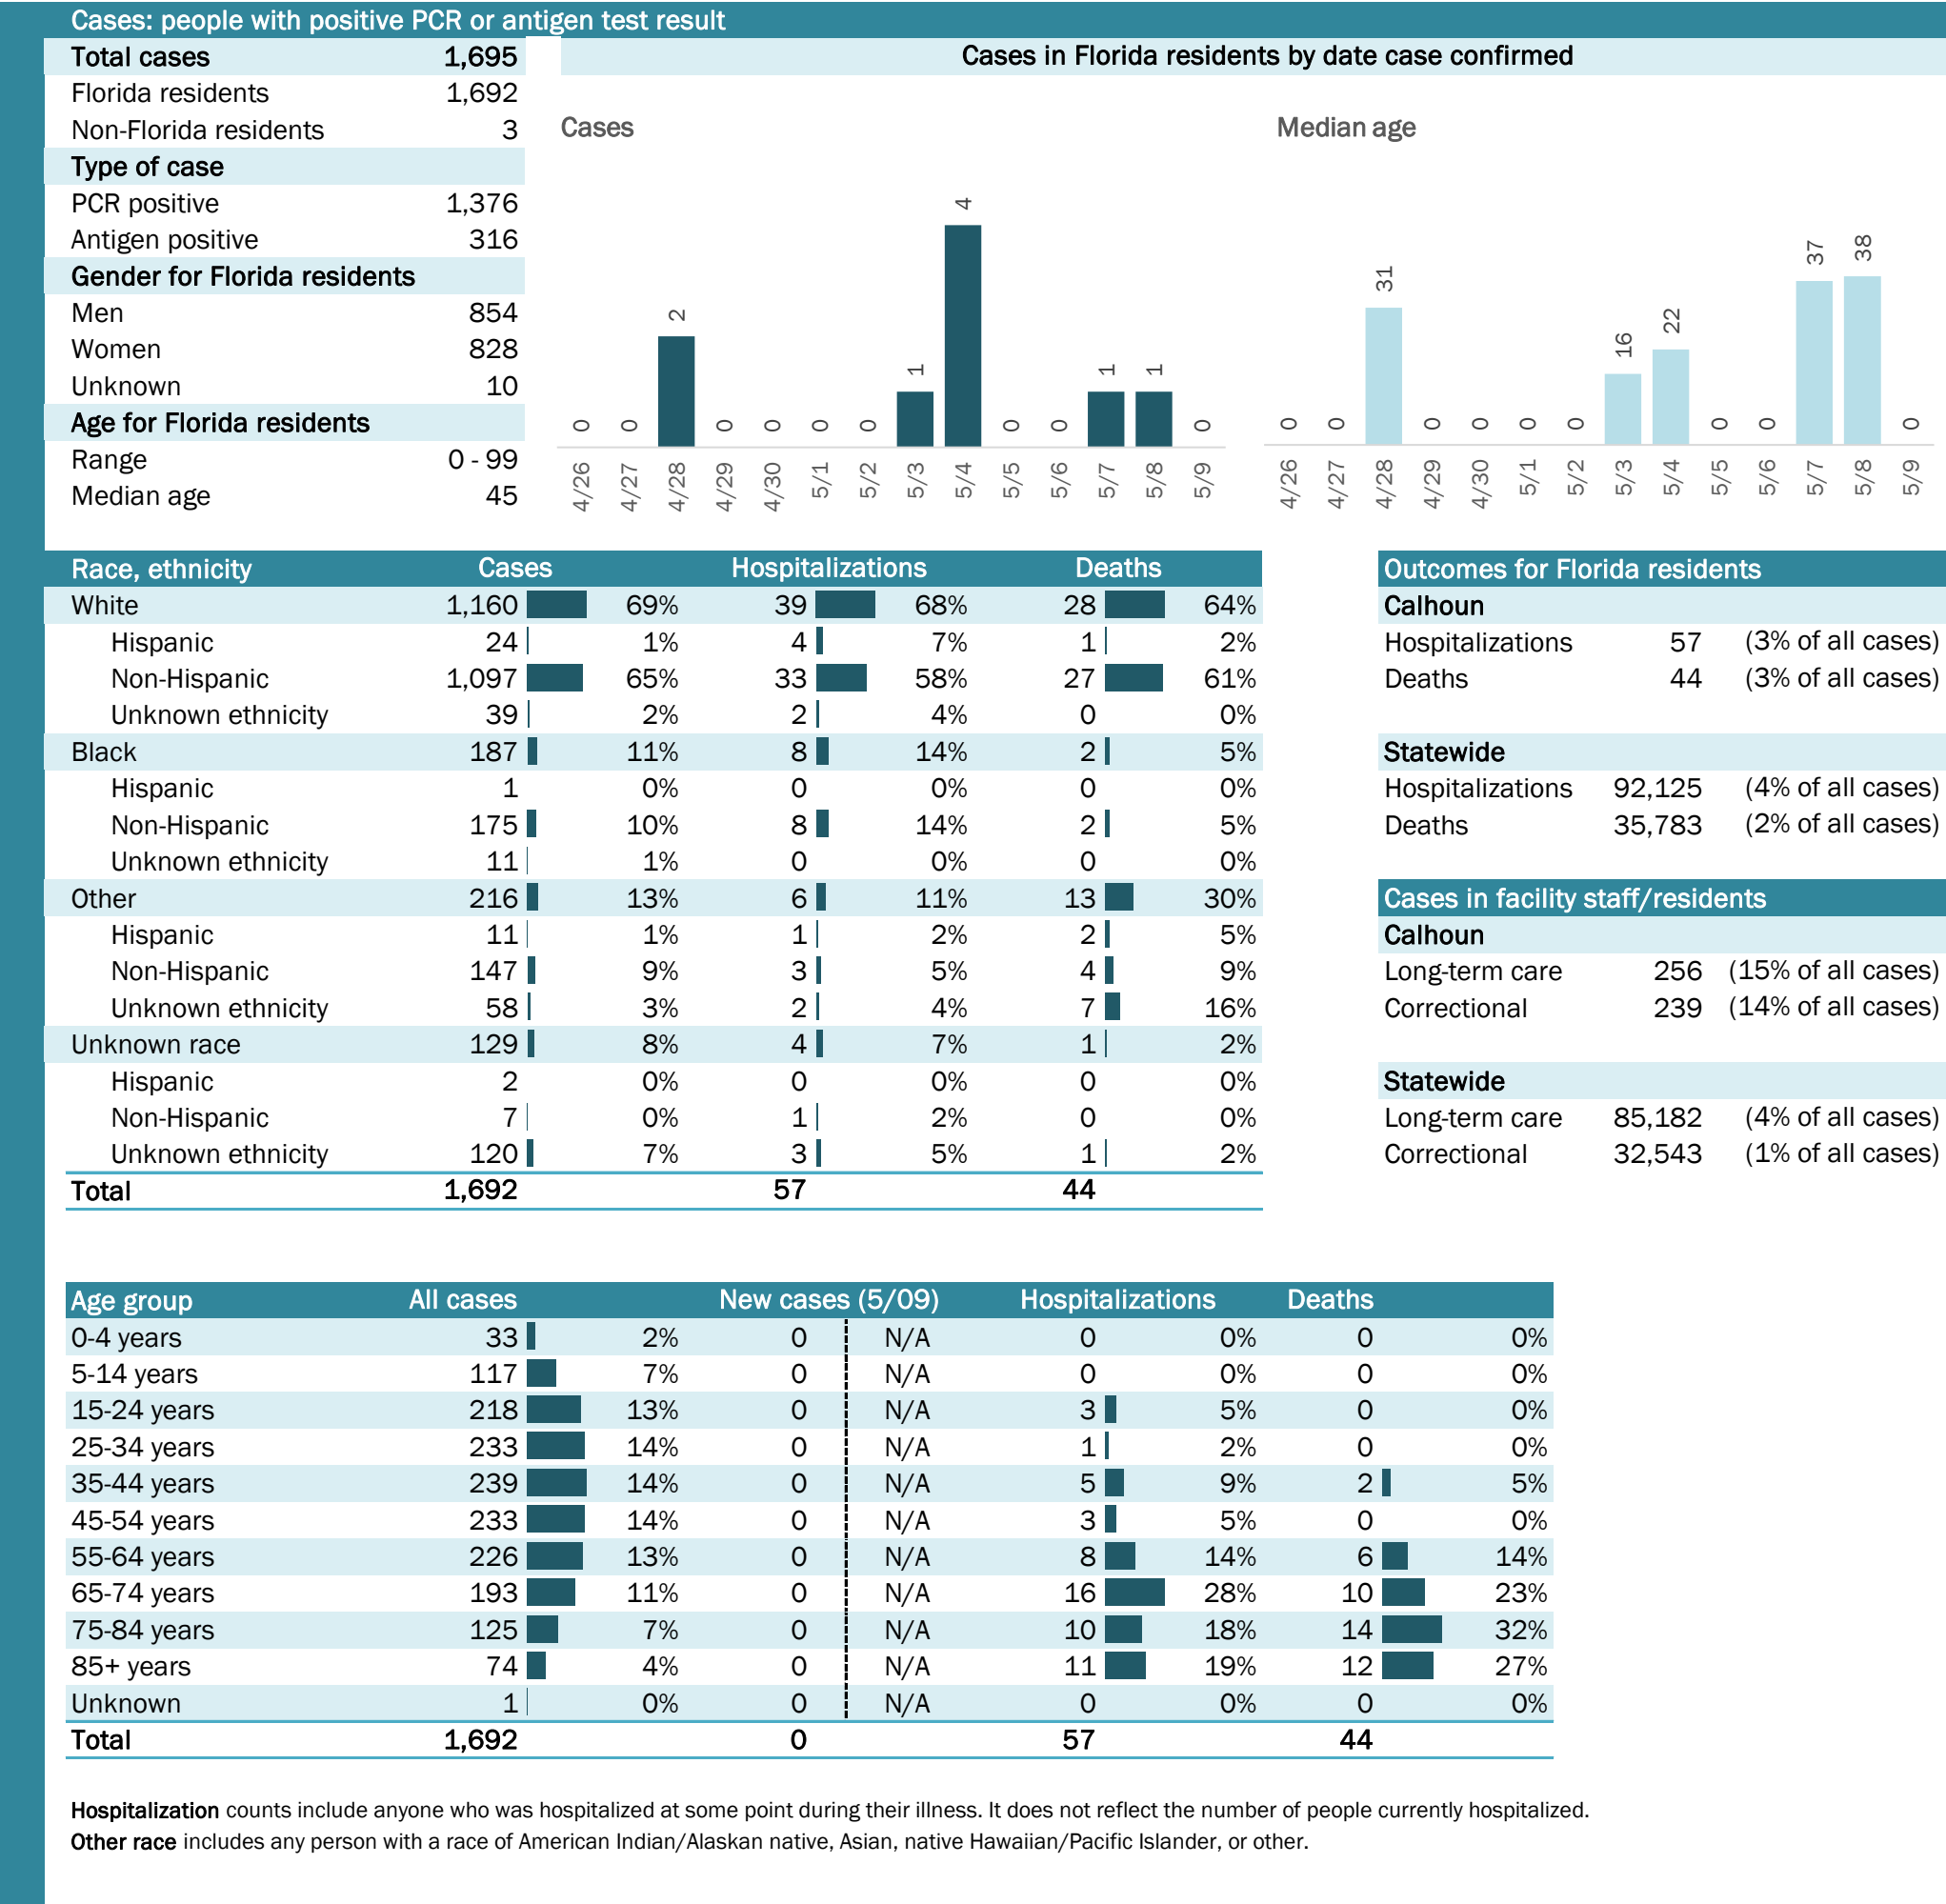 Cases: people with positive PCR or antigen test result
Total cases 1,695
Florida residents 1,692
Non-Florida residents 3
Type of case
PCR positive 1,376
Antigen positive 316
Gender for Florida residents
Men 854
Women 828
Unknown 10
Age for Florida residents
Range 0 - 99
Median age 45
Cases in Florida residents by date case confirmed
Cases
0 0 2 0 0 0 0 1 4 0 0 1 1 0
4/26 4/27 4/28 4/29 4/30 5/1 5/2 5/3 5/4 5/5 5/6 5/7 5/8 5/9
Median age
0 0 31 0 0 0 0 16 22 0 0 37 38 0
4/26 4/27 4/28 4/29 4/30 5/1 5/2 5/3 5/4 5/5 5/6 5/7 5/8 5/9
Race, ethnicity Cases Hospitalizations Deaths
White 1,160 69% 39 68% 28 64%
Hispanic 24 1% 4 7% 1 2%
Non-Hispanic 1,097 65% 33 58% 27 61%
Unknown ethnicity 39 2% 2 4% 0 0%
Black 187 11% 8 14% 2 5%
Hispanic 1 0% 0 0% 0 0%
Non-Hispanic 175 10% 8 14% 2 5%
Unknown ethnicity 11 1% 0 0% 0 0%
Other 216 13% 6 11% 13 30%
Hispanic 11 1% 1 2% 2 5%
Non-Hispanic 147 9% 3 5% 4 9%
Unknown ethnicity 58 3% 2 4% 7 16%
Unknown race 129 8% 4 7% 1 2%
Hispanic 2 0% 0 0% 0 0%
Non-Hispanic 7 0% 1 2% 0 0%
Unknown ethnicity 120 7% 3 5% 1 2%
Total 1,692 57 44
Outcomes for Florida residents
Calhoun
Hospitalizations 57 (3% of all cases)
Deaths 44 (3% of all cases)
Statewide
Hospitalizations 92,125 (4% of all cases)
Deaths 35,783 (2% of all cases)
Cases in facility staff/residents
Calhoun
Long-term care 256 (15% of all cases)
Correctional 239 (14% of all cases)
Statewide
Long-term care 85,182 (4% of all cases)
Correctional 32,543 (1% of all cases)
Age group All cases New cases (5/09) Hospitalizations Deaths
0-4 years 33 2% 0 N/A 0 0% 0 0%
5-14 years 117 7% 0 N/A 0 0% 0 0%
15-24 years 218 13% 0 N/A 3 5% 0 0%
25-34 years 233 14% 0 N/A 1 2% 0 0%
35-44 years 239 14% 0 N/A 5 9% 2 5%
45-54 years 233 14% 0 N/A 3 5% 0 0%
55-64 years 226 13% 0 N/A 8 14% 6 14%
65-74 years 193 11% 0 N/A 16 28% 10 23%
75-84 years 125 7% 0 N/A 10 18% 14 32%
85+ years 74 4% 0 N/A 11 19% 12 27%
Unknown 1 0% 0 N/A 0 0% 0 0%
Total 1,692 0 57 44
Hospitalization counts include anyone who was hospitalized at some point during their illness. It does not reflect the number of people currently hospitalized.
Other race includes any person with a race of American Indian/Alaskan native, Asian, native Hawaiian/Pacific Islander, or other.